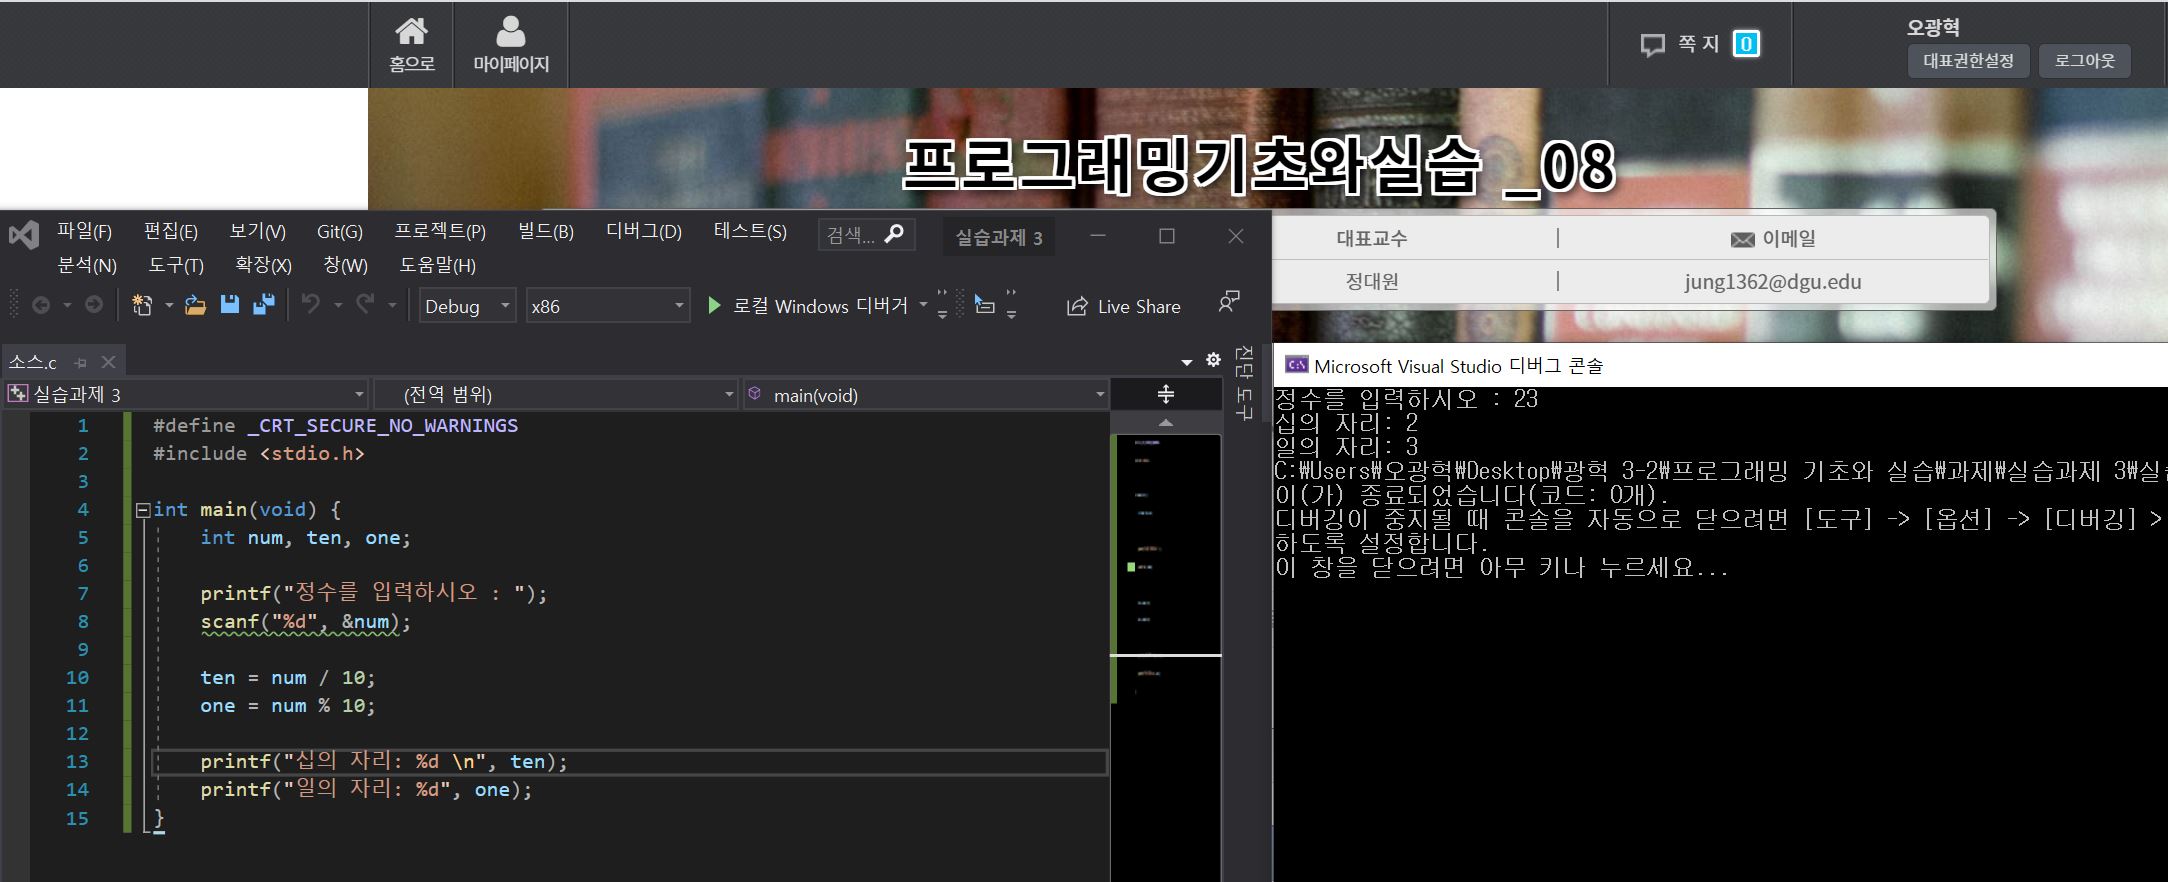 홈으로
마이페이지
쪽지 0
오광혁
대표권한설정 로그아웃
프로그래밍기초와실습 _08
대표교수 | 이메일
정대원 | jung1362@dgu.edu
파일(F) 편집(E) 보기(V) Git(G) 프로젝트(P) 빌드(B) 디버그(D) 테스트(S) 검색... 실습과제 3
분석(N) 도구(T) 확장(X) 창(W) 도움말(H)
Debug x86 로컬 Windows 디버거 Live Share
소스.c
진단 도구
실습과제 3 (전역 범위) main(void)
1 #define _CRT_SECURE_NO_WARNINGS
2 #include <stdio.h>
3
4 int main(void) {
5 int num, ten, one;
6
7 printf("정수를 입력하시오 : ");
8 scanf("%d", &num);
9
10 ten = num / 10;
11 one = num % 10;
12
13 printf("십의 자리: %d \n", ten);
14 printf("일의 자리: %d", one);
15 }
Microsoft Visual Studio 디버그 콘솔
정수를 입력하시오 : 23
십의 자리: 2
일의 자리: 3
C:\Users\오광혁\Desktop\광혁 3-2\프로그래밍 기초와 실습\과제\실습과제 3\실
이(가) 종료되었습니다(코드: 0개).
디버깅이 중지될 때 콘솔을 자동으로 닫으려면 [도구] -> [옵션] -> [디버깅] >
하도록 설정합니다.
이 창을 닫으려면 아무 키나 누르세요...